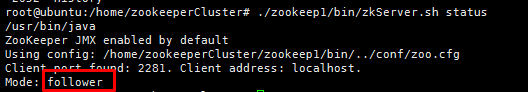 root@ubuntu:/home/zookeeperCluster# ./zookeep1/bin/zkServer.sh status
/usr/bin/java
ZooKeeper JMX enabled by default
Using config: /home/zookeeperCluster/zookeep1/bin/../conf/zoo.cfg
Client port found: 2281. Client address: localhost.
Mode: follower